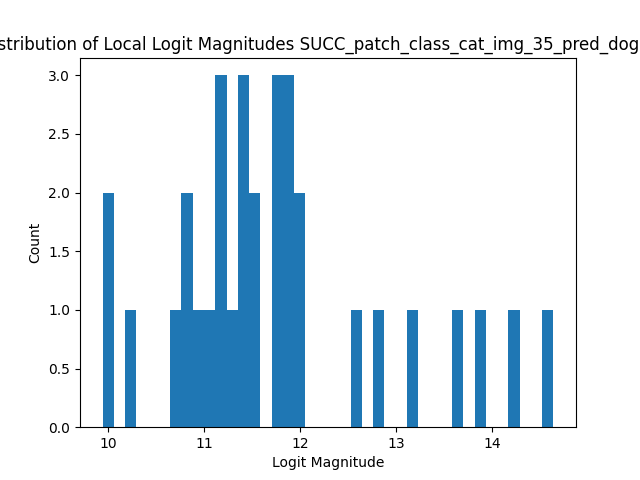 stribution of Local Logit Magnitudes SUCC_patch_class_cat_img_35_pred_dog
3.0
2.5
2.0
1.5
1.0
0.5
0.0
Count
10 11 12 13 14
Logit Magnitude